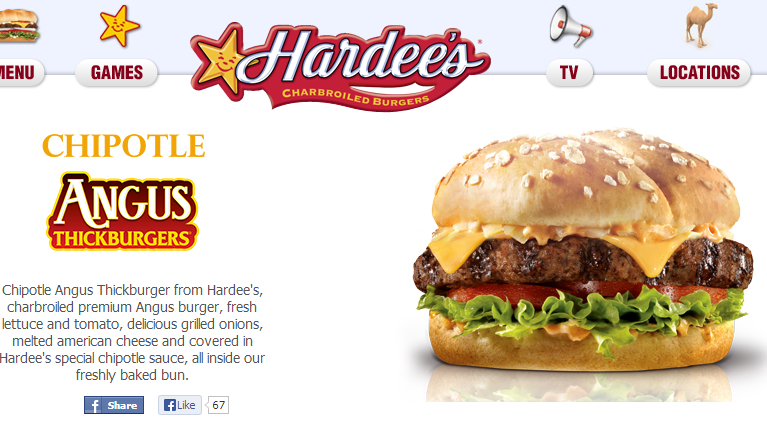 MENU
GAMES
Hardee's
CHARBROILED BURGERS
TV
LOCATIONS
CHIPOTLE
ANGUS
THICKBURGERS
Chipotle Angus Thickburger from Hardee's,
charbroiled premium Angus burger, fresh
lettuce and tomato, delicious grilled onions,
melted american cheese and covered in
Hardee's special chipotle sauce, all inside our
freshly baked bun.
Share
Like 67